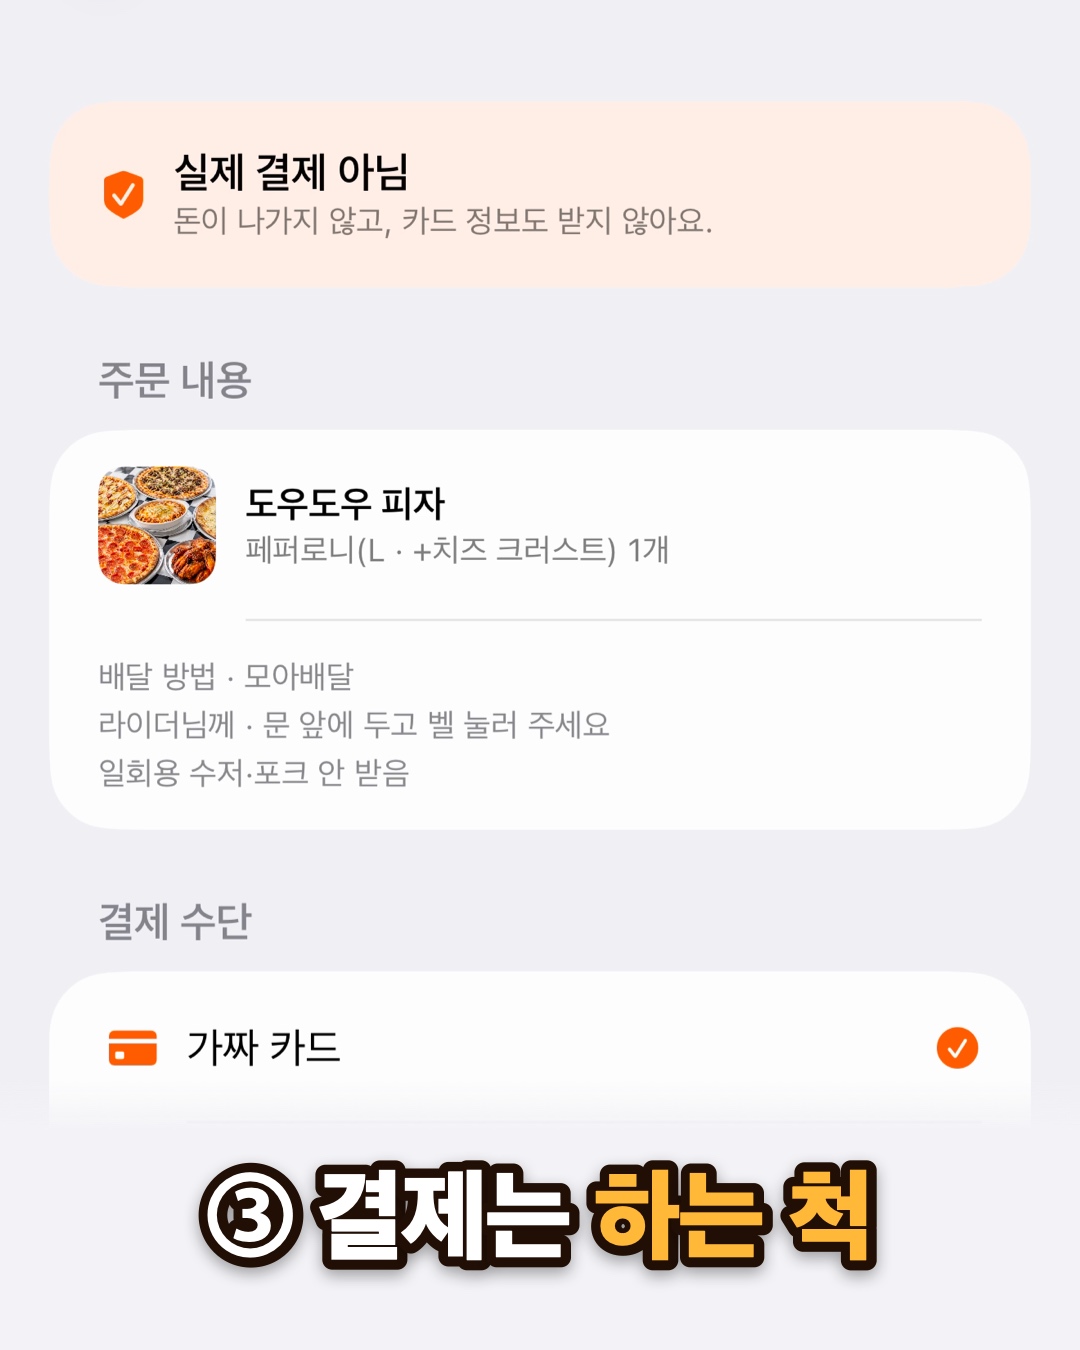 실제 결제 아님
돈이 나가지 않고, 카드 정보도 받지 않아요.
주문 내용
도우도우 피자
페퍼로니(L · +치즈 크러스트) 1개
배달 방법 · 모아배달
라이더님께 · 문 앞에 두고 벨 눌러 주세요
일회용 수저·포크 안 받음
결제 수단
가짜 카드
③ 결제는 하는 척